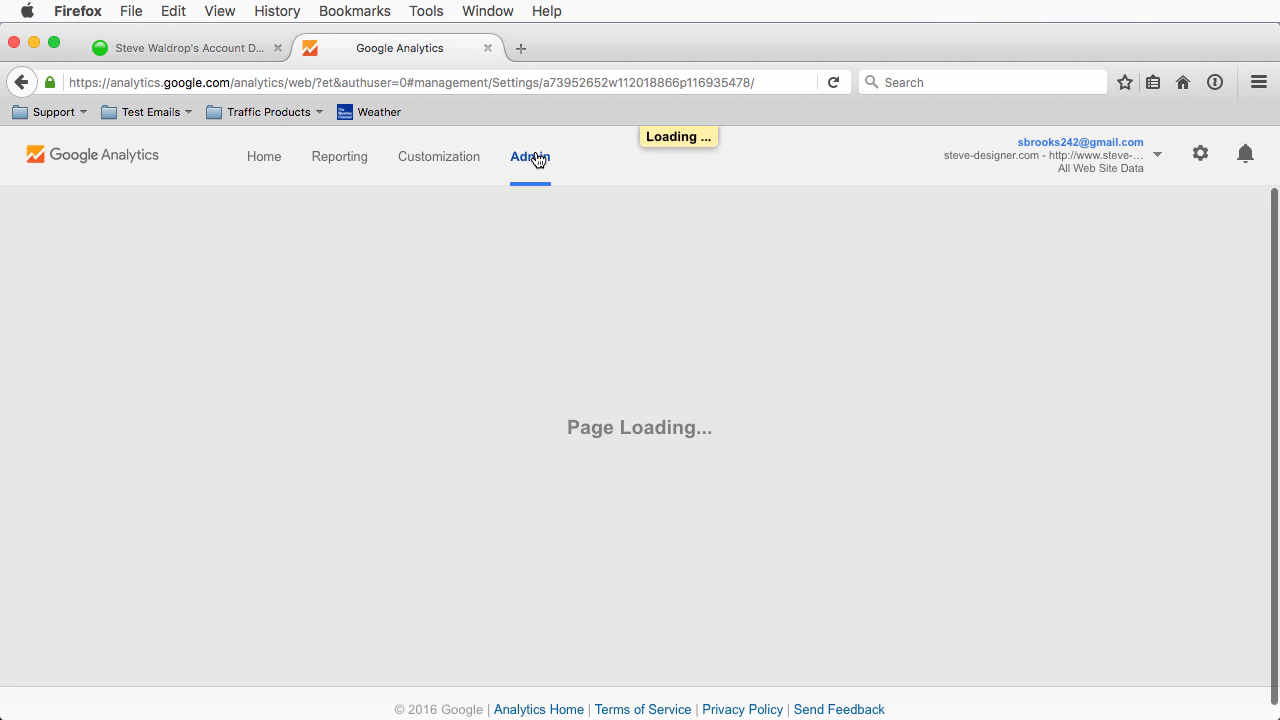 Firefox File Edit View History Bookmarks Tools Window Help
Steve Waldrop's Account D... Google Analytics
https://analytics.google.com/analytics/web/?et&authuser=0#management/Settings/a73952652w112018866p116935478/ Search
Support Test Emails Traffic Products Weather
Loading ...
Google Analytics Home Reporting Customization Admin
sbrooks242@gmail.com
steve-designer.com - http://www.steve-...
All Web Site Data
Page Loading...
© 2016 Google | Analytics Home | Terms of Service | Privacy Policy | Send Feedback